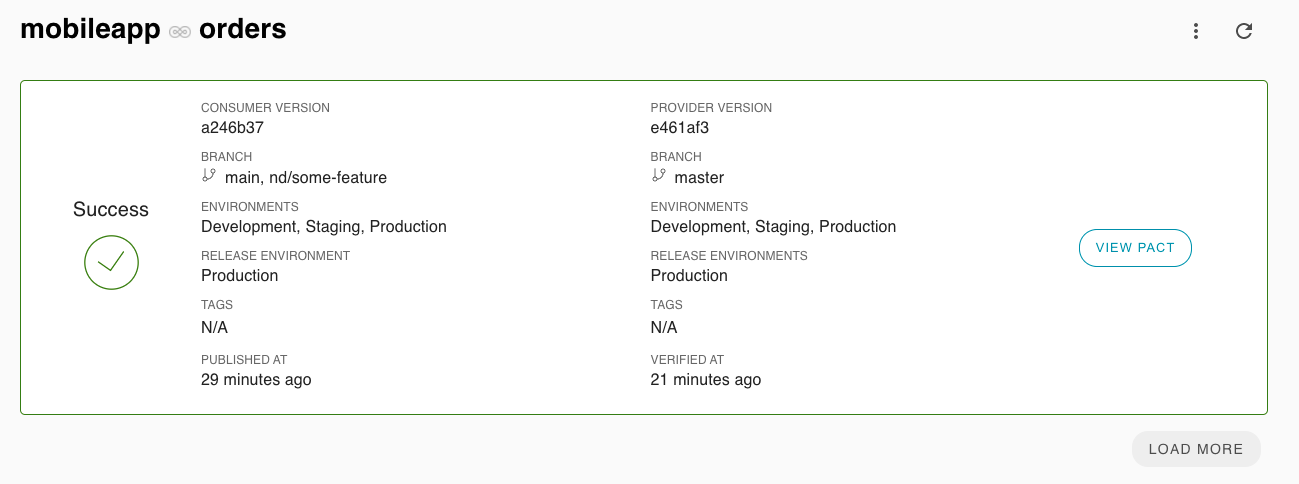 mobileapp orders
Success
CONSUMER VERSION
a246b37
BRANCH
main, nd/some-feature
ENVIRONMENTS
Development, Staging, Production
RELEASE ENVIRONMENT
Production
TAGS
N/A
PUBLISHED AT
29 minutes ago
PROVIDER VERSION
e461af3
BRANCH
master
ENVIRONMENTS
Development, Staging, Production
RELEASE ENVIRONMENTS
Production
TAGS
N/A
VERIFIED AT
21 minutes ago
VIEW PACT
LOAD MORE